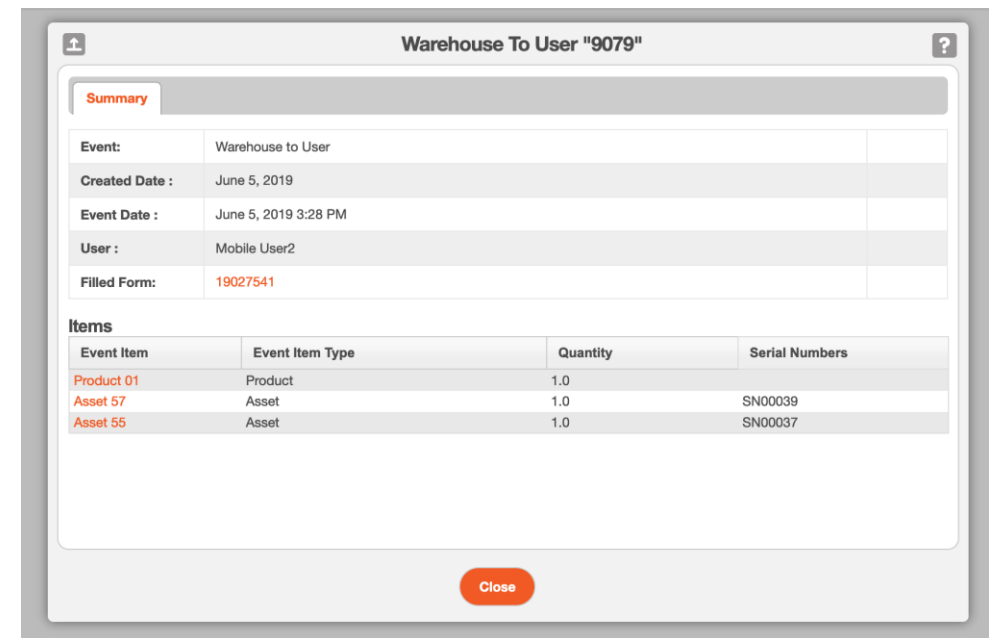 Warehouse To User "9079"
?
Summary
Event: Warehouse to User
Created Date : June 5, 2019
Event Date : June 5, 2019 3:28 PM
User : Mobile User2
Filled Form: 19027541
Items
Event Item Event Item Type Quantity Serial Numbers
Product 01 Product 1.0
Asset 57 Asset 1.0 SN00039
Asset 55 Asset 1.0 SN00037
Close